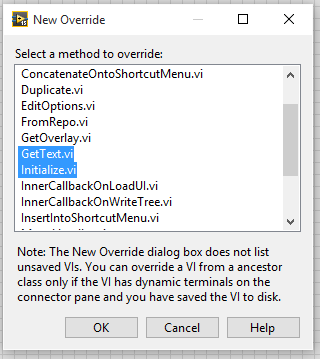 New Override
Select a method to override:
ConcatenateOntoShortcutMenu.vi
Duplicate.vi
EditOptions.vi
FromRepo.vi
GetOverlay.vi
GetText.vi
Initialize.vi
InnerCallbackOnLoadUI.vi
InnerCallbackOnWriteTree.vi
InsertIntoShortcutMenu.vi
Note: The New Override dialog box does not list
unsaved VIs. You can override a VI from a ancestor
class only if the VI has dynamic terminals on the
connector pane and you have saved the VI to disk.
OK Cancel Help